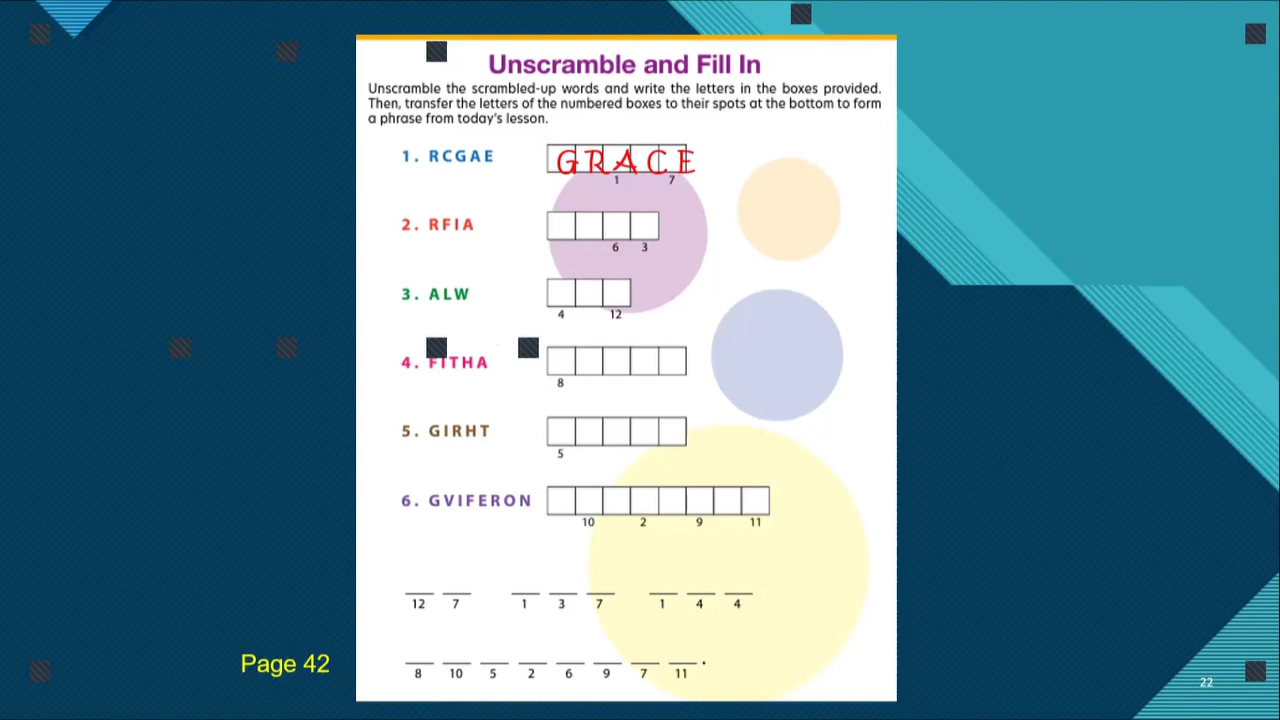 Unscramble and Fill In
Unscramble the scrambled-up words and write the letters in the boxes provided.
Then, transfer the letters of the numbered boxes to their spots at the bottom to form
a phrase from today's lesson.
1. RCGAE GRACE
1 7
2. RFIA
6 3
3. ALW
4 12
4. FITHA
8
5. GIRHT
5
6. GVIFERON
10 2 9 11
12 7 1 3 7 1 4 4
.
8 10 5 2 6 9 7 11
Page 42
22